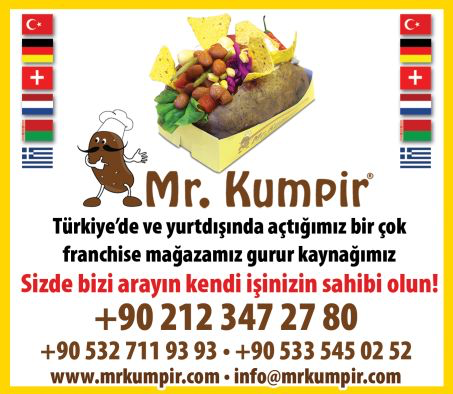 Mr. Kumpir
Mr. Kumpir®
Türkiye'de ve yurtdışında açtığımız bir çok
franchise mağazamız gurur kaynağımız
Sizde bizi arayın kendi işinizin sahibi olun!
+90 212 347 27 80
+90 532 711 93 93 • +90 533 545 02 52
www.mrkumpir.com • info@mrkumpir.com